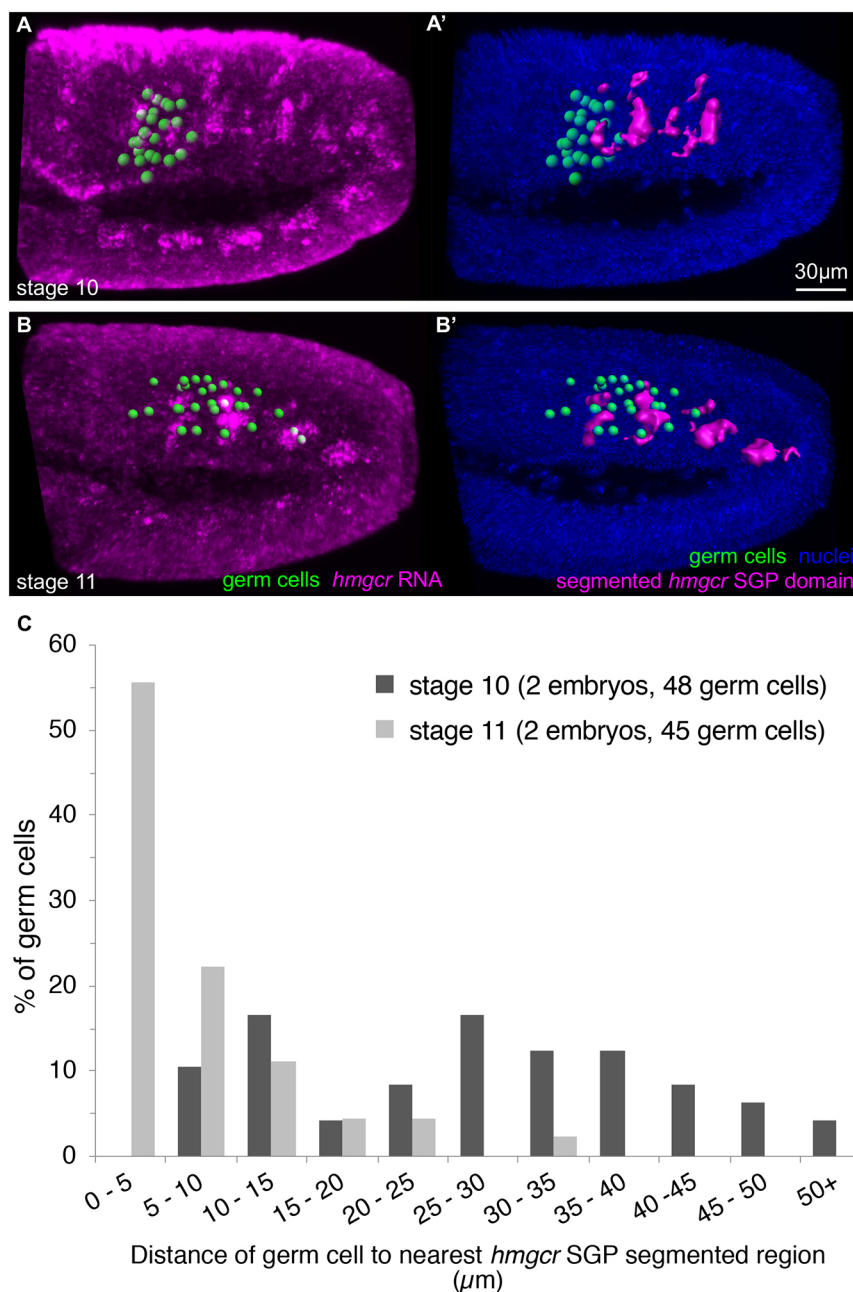 A
A'
stage 10
30µm
B
B'
stage 11
germ cells hmgcr RNA
germ cells nuclei
segmented hmgcr SGP domain
C
60
50
40
30
20
10
0
% of germ cells
stage 10 (2 embryos, 48 germ cells)
stage 11 (2 embryos, 45 germ cells)
0 - 5
5 - 10
10 - 15
15 - 20
20 - 25
25 - 30
30 - 35
35 - 40
40 -45
45 - 50
50+
Distance of germ cell to nearest hmgcr SGP segmented region
(µm)